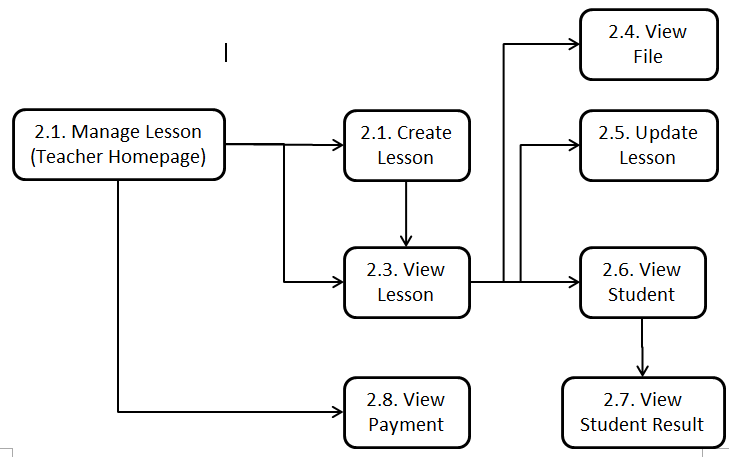 2.4. View
File
2.1. Manage Lesson
(Teacher Homepage)
2.1. Create
Lesson
2.5. Update
Lesson
2.3. View
Lesson
2.6. View
Student
2.8. View
Payment
2.7. View
Student Result